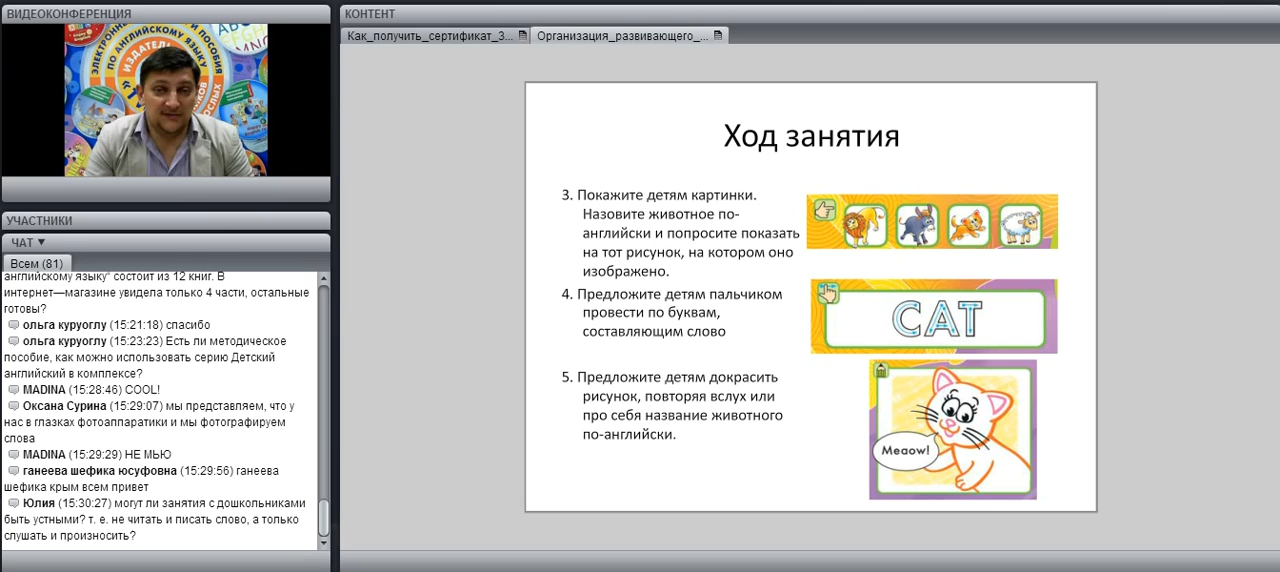 ВИДЕОКОНФЕРЕНЦИЯ
ЭЛЕКТРОННЫ
ПО АНГЛИЙСКОМУ ЯЗЫКУ
ПОСОБИЯ
ИЗДАТЕЛ
УЧАСТНИКИ
ЧАТ
Всем (81)
английскому языку" состоит из 12 книг. В
интернет—магазине увидела только 4 части, остальные
готовы?
ольга куруоглу (15:21:18) спасибо
ольга куруоглу (15:23:23) Есть ли методическое
пособие, как можно использовать серию Детский
английский в комплексе?
MADINA (15:28:46) COOL!
Оксана Сурина (15:29:07) мы представляем, что у
нас в глазках фотоаппаратики и мы фотографируем
слова
MADINA (15:29:29) НЕ МЬЮ
ганеева шефика юсуфовна (15:29:56) ганеева
шефика крым всем привет
Юлия (15:30:27) могут ли занятия с дошкольниками
быть устными? т. е. не читать и писать слово, а только
слушать и произносить?
КОНТЕНТ
Как_получить_сертификат_3...
Организация_развивающего_...
Ход занятия
3. Покажите детям картинки.
Назовите животное по-
английски и попросите показать
на тот рисунок, на котором оно
изображено.
4. Предложите детям пальчиком
провести по буквам,
составляющим слово
CAT
5. Предложите детям докрасить
рисунок, повторяя вслух или
про себя название животного
по-английски.
Meaow!